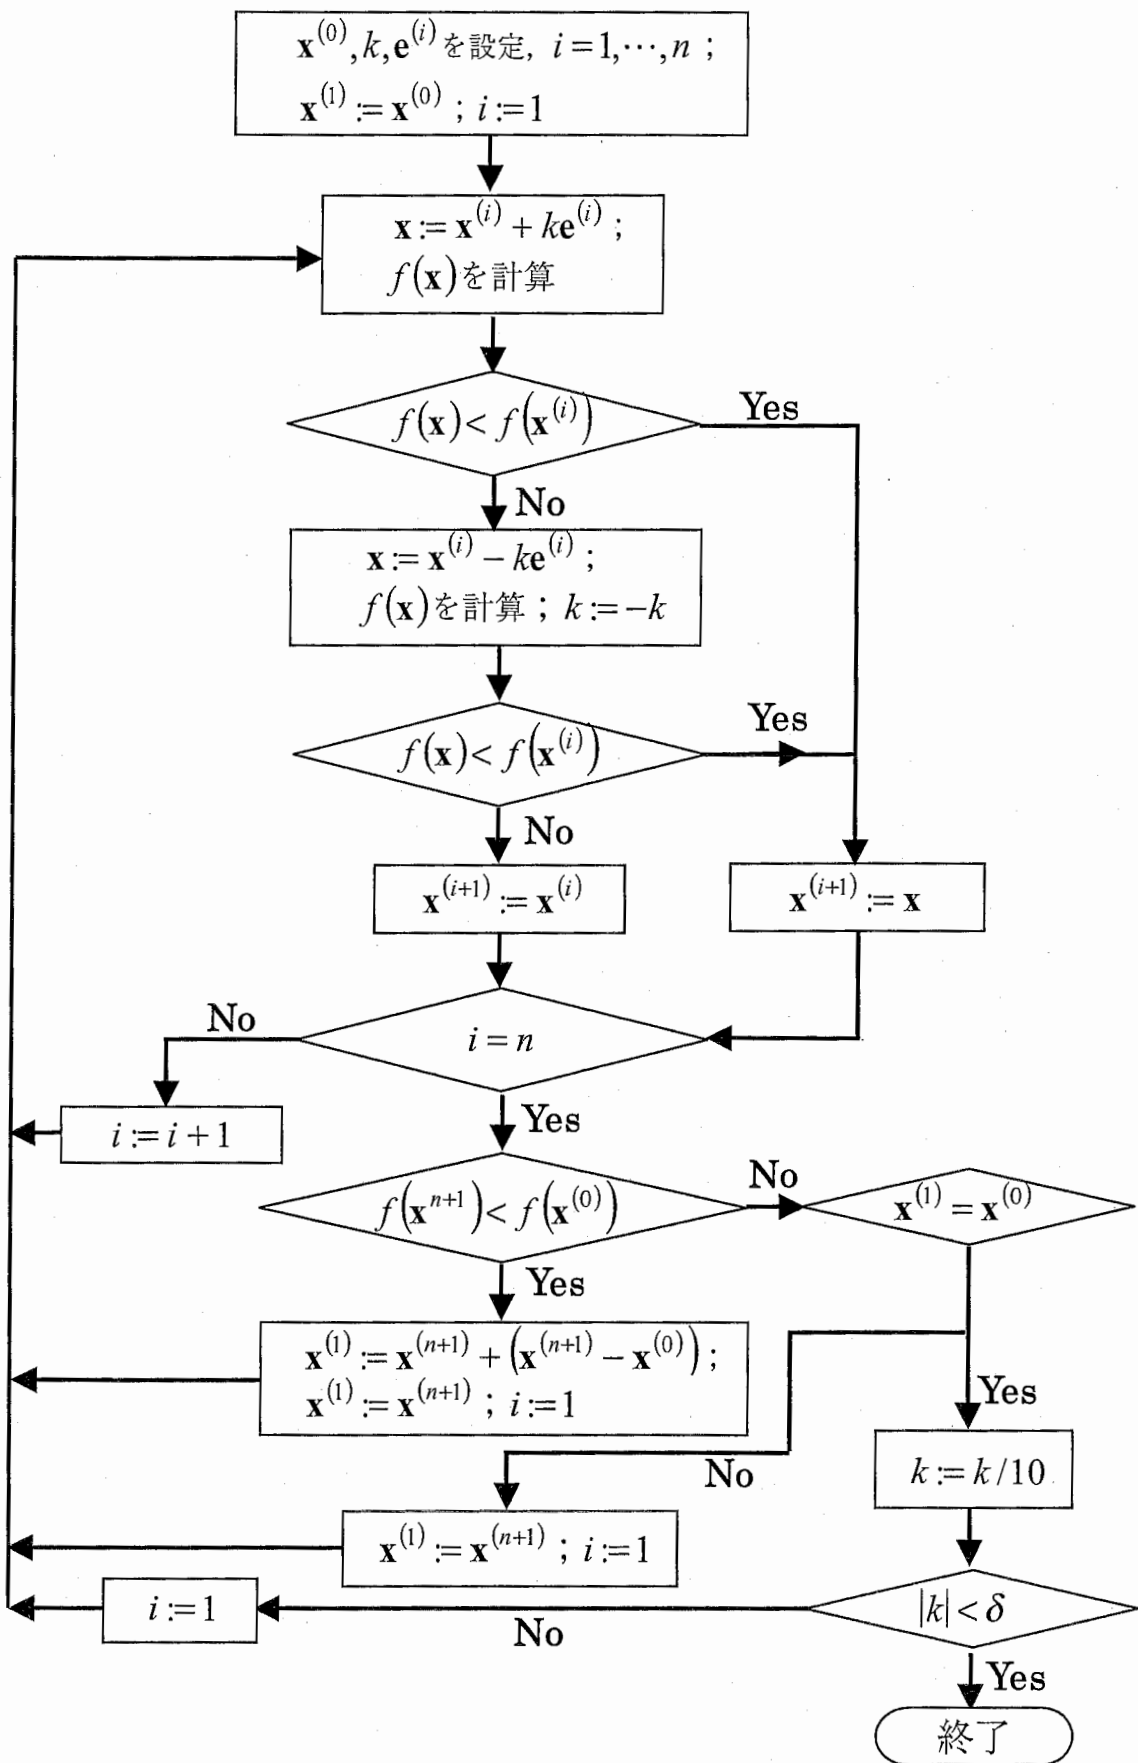 x^(0), k, e^(i)を設定, i=1,⋯,n ;
x^(1) := x^(0) ; i:=1
x := x^(i) + ke^(i) ;
f(x)を計算
f(x) < f(x^(i))
Yes
No
x := x^(i) − ke^(i) ;
f(x)を計算 ; k := −k
f(x) < f(x^(i))
Yes
No
x^(i+1) := x^(i)
x^(i+1) := x
i = n
No
i := i + 1
Yes
f(x^n+1) < f(x^(0))
No
x^(1) = x^(0)
Yes
x^(1) := x^(n+1) + (x^(n+1) − x^(0)) ;
x^(1) := x^(n+1) ; i:=1
Yes
No
k := k/10
x^(1) := x^(n+1) ; i:=1
|k| < δ
No
i := 1
Yes
終了